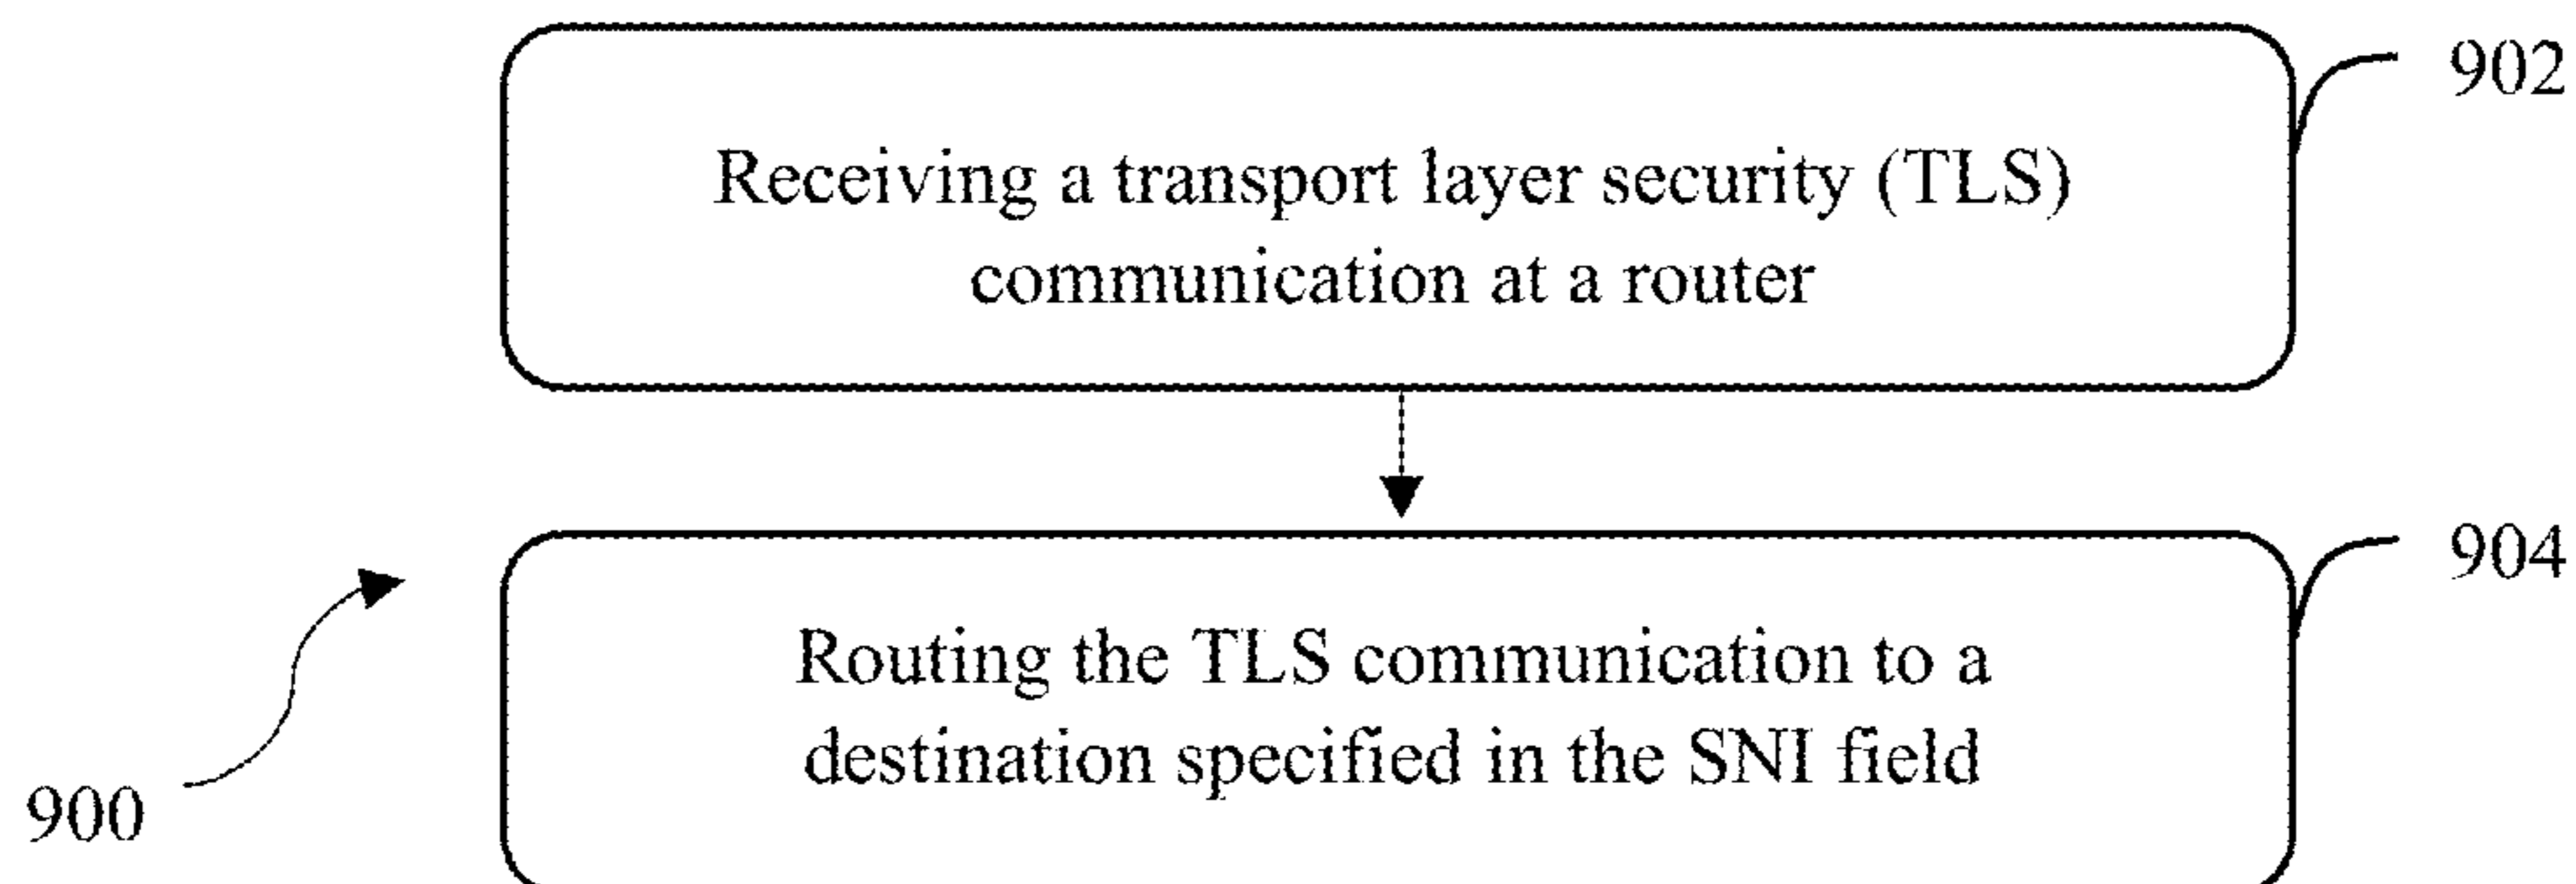 902
Receiving a transport layer security (TLS)
communication at a router
904
Routing the TLS communication to a
destination specified in the SNI field
900